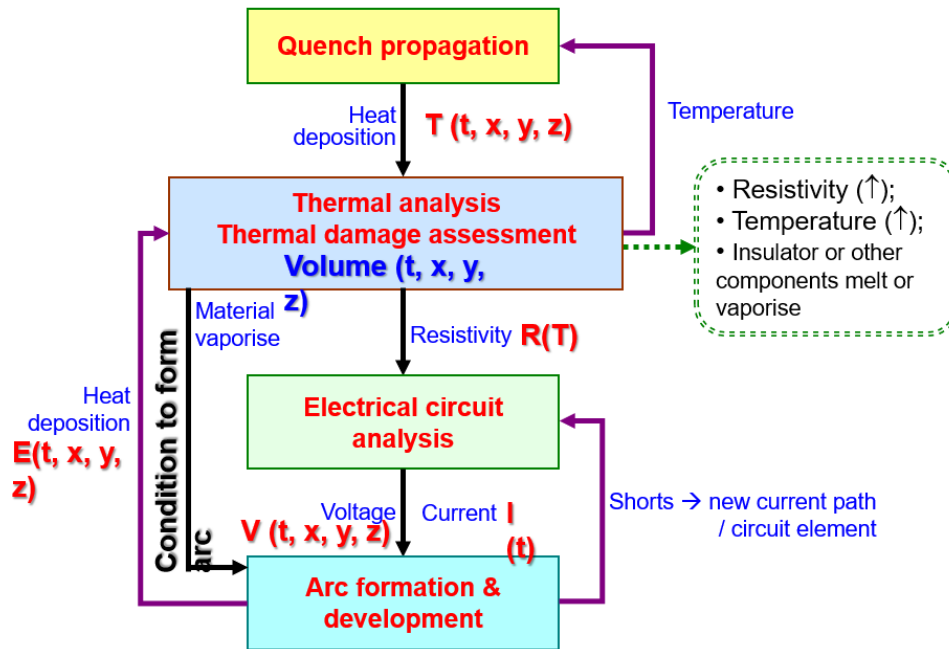 Quench propagation
Heat
deposition
T (t, x, y, z)
Temperature
Thermal analysis
Thermal damage assessment
Volume (t, x, y,
z)
• Resistivity (↑);
• Temperature (↑);
• Insulator or other
components melt or
vaporise
Material
vaporise
Resistivity
R(T)
Condition to form
arc
Heat
deposition
E(t, x, y,
z)
Electrical circuit
analysis
Voltage
V (t, x, y, z)
Current
I
(t)
Shorts → new current path
/ circuit element
Arc formation &
development